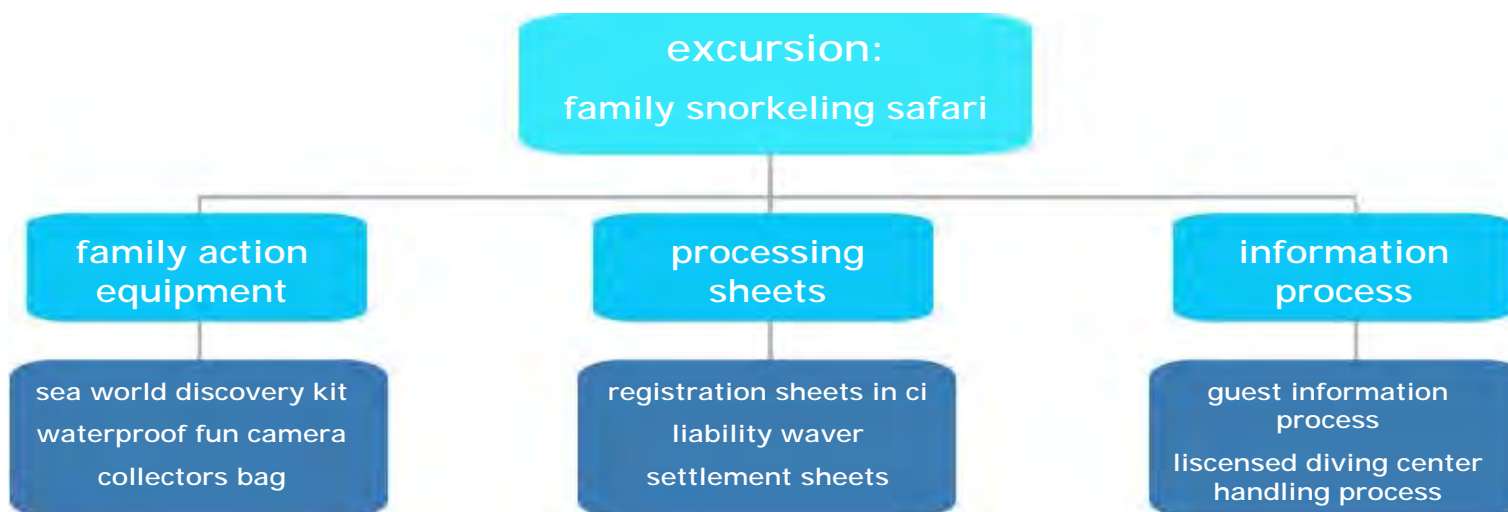 excursion:
family snorkeling safari
family action
equipment
sea world discovery kit
waterproof fun camera
collectors bag
processing
sheets
registration sheets in ci
liability waver
settlement sheets
information
process
guest information
process
liscensed diving center
handling process